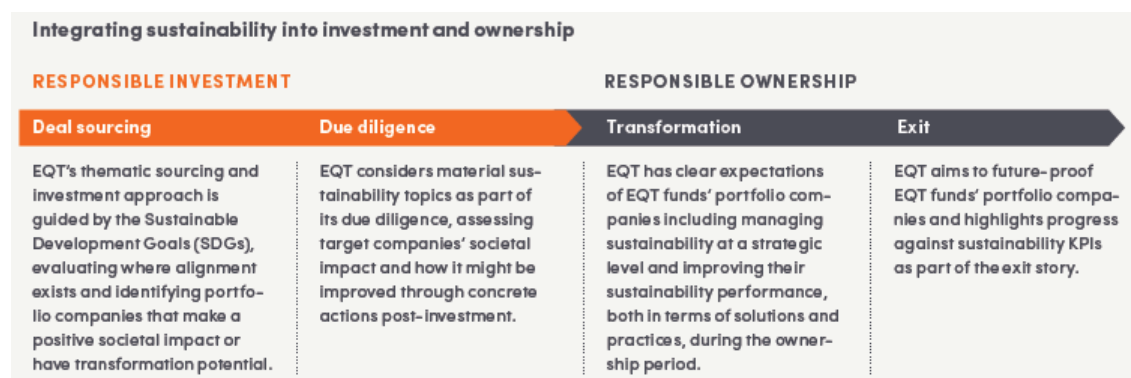 Integrating sustainability into investment and ownership
RESPONSIBLE INVESTMENT
RESPONSIBLE OWNERSHIP
Deal sourcing
EQT's thematic sourcing and
investment approach is
guided by the Sustainable
Development Goals (SDGs),
evaluating where alignment
exists and identifying portfo-
lio companies that make a
positive societal impact or
have transformation potential.
Due diligence
EQT considers material sus-
tainability topics as part of
its due diligence, assessing
target companies' societal
impact and how it might be
improved through concrete
actions post-investment.
Transformation
EQT has clear expectations
of EQT funds' portfolio com-
panies including managing
sustainability at a strategic
level and improving their
sustainability performance,
both in terms of solutions and
practices, during the owner-
ship period.
Exit
EQT aims to future-proof
EQT funds' portfolio compa-
nies and highlights progress
against sustainability KPIs
as part of the exit story.